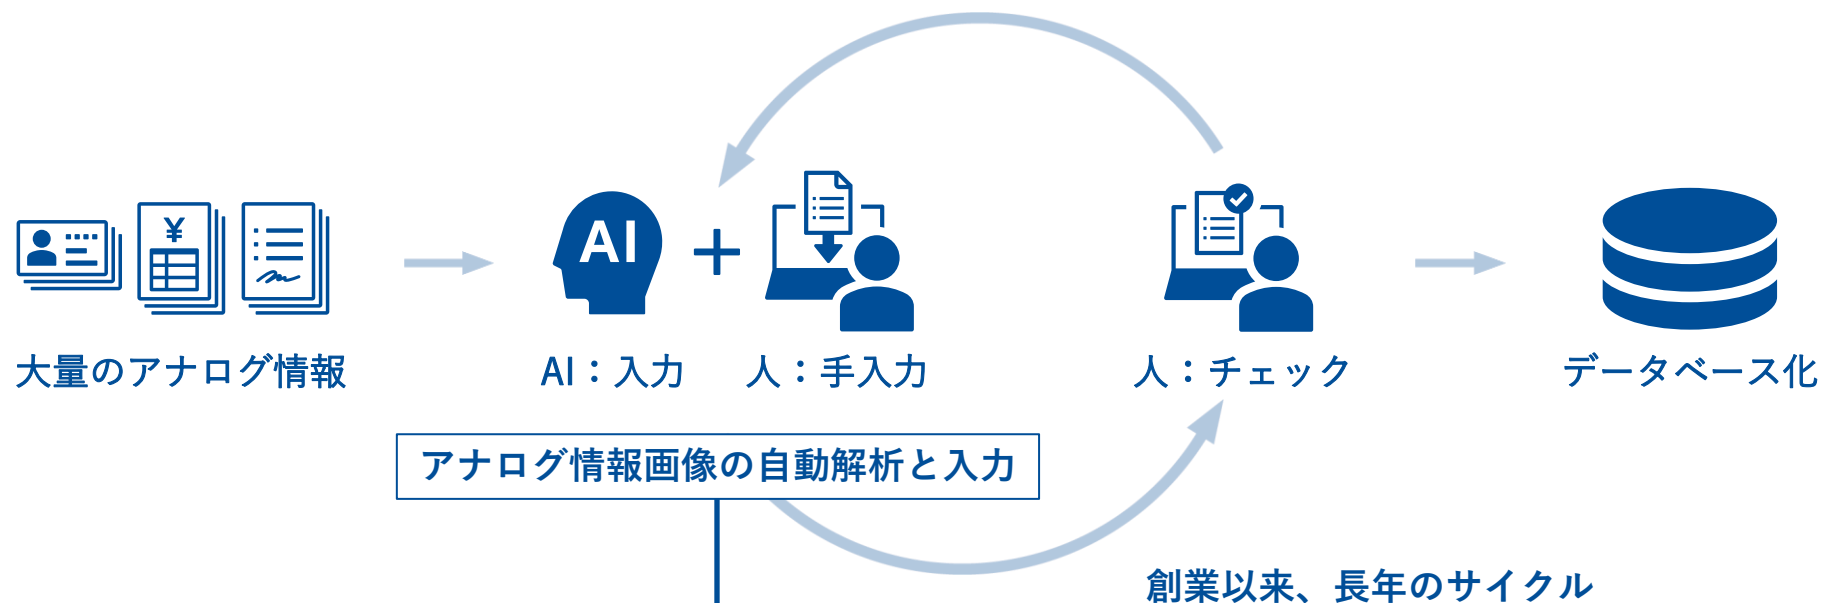 ¥
AI
大量のアナログ情報
AI：入力
人：手入力
人：チェック
データベース化
アナログ情報画像の自動解析と入力
創業以来、長年のサイクル